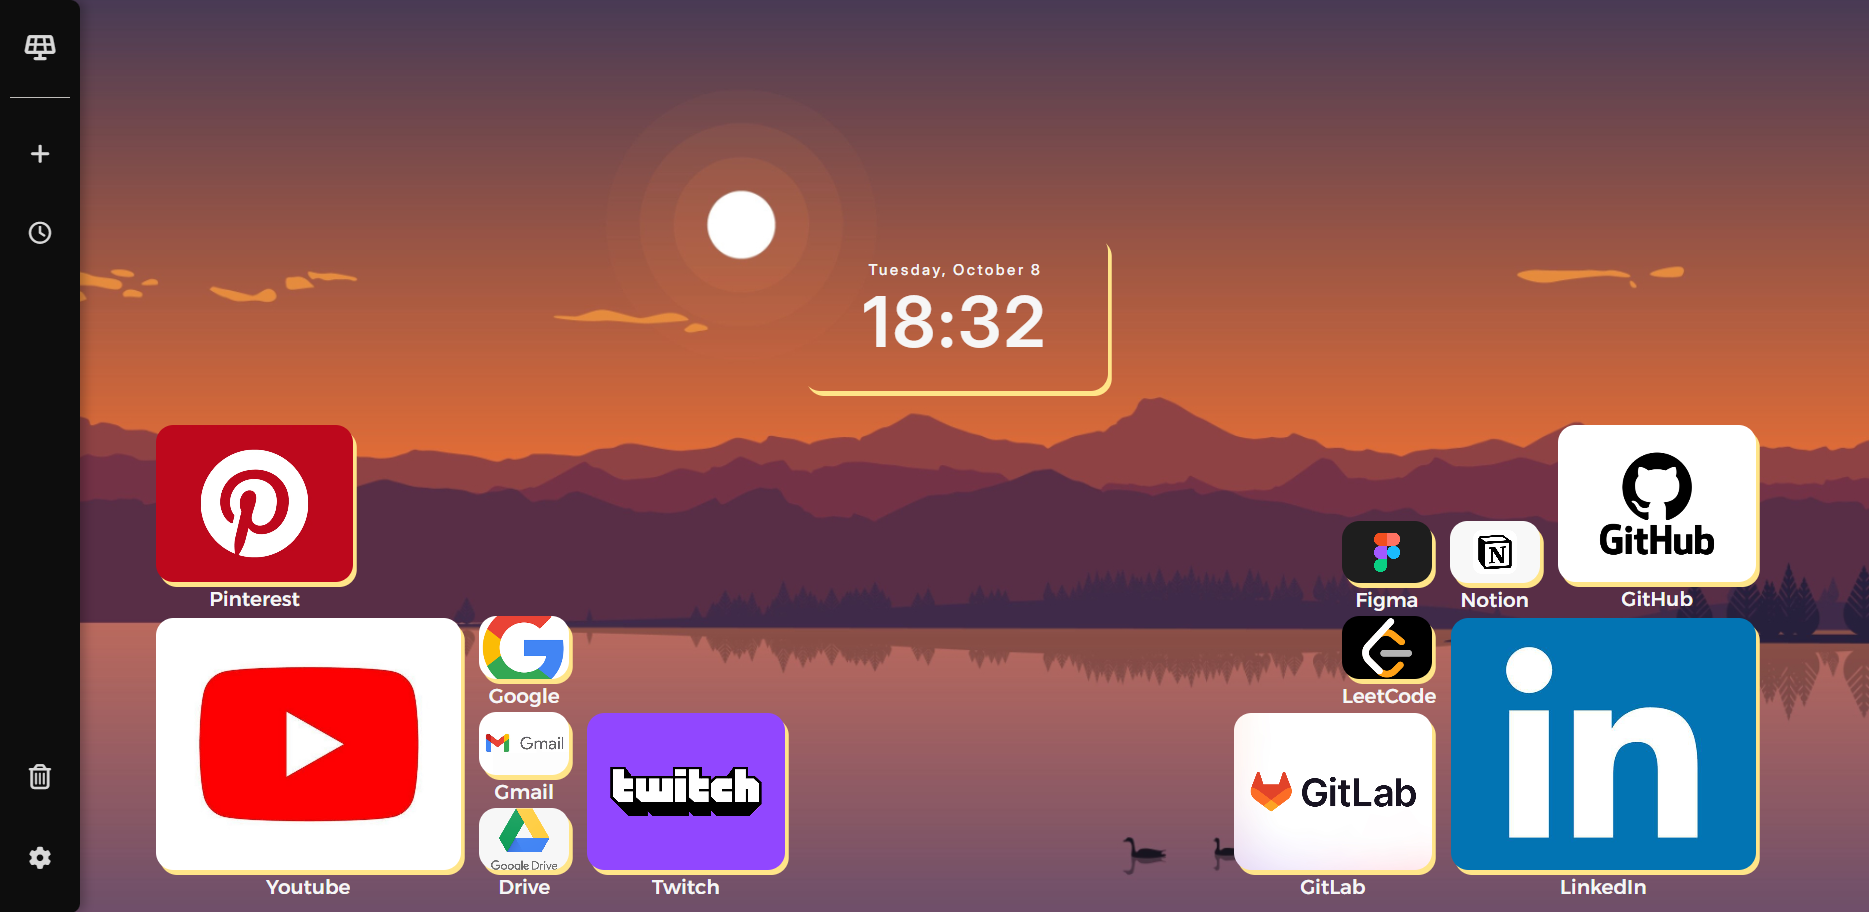 Tuesday, October 8
18:32
GitHub
Pinterest
Figma
N
Notion
GitHub
Google
LeetCode
Gmail
Gmail
twitch
GitLab
in
Google Drive
Youtube
Drive
Twitch
GitLab
LinkedIn